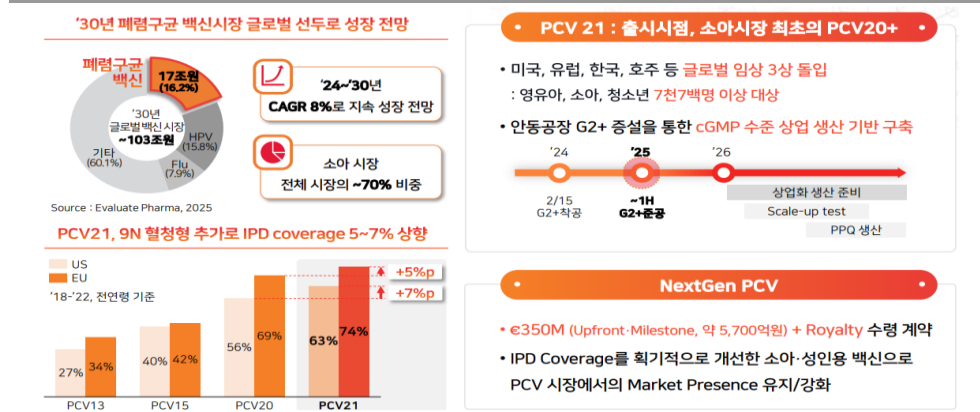 '30년 폐렴구균 백신시장 글로벌 선두로 성장 전망
폐렴구균
백신
17조원
(16.2%)
'30년
글로벌 백신 시장
~103조원
HPV
(15.8%)
Flu
(7.9%)
기타
(60.1%)
'24~'30년
CAGR 8%로 지속 성장 전망
소아 시장
전체 시장의 ~70% 비중
Source : Evaluate Pharma, 2025
PCV21, 9N 혈청형 추가로 IPD coverage 5~7% 상향
US
EU
'18-'22, 전연령 기준
+5%p
+7%p
27%
34%
40%
42%
56%
69%
63%
74%
PCV13
PCV15
PCV20
PCV21
PCV 21 : 출시시점, 소아시장 최초의 PCV20+
• 미국, 유럽, 한국, 호주 등 글로벌 임상 3상 돌입
: 영유아, 소아, 청소년 7천7백명 이상 대상
• 안동공장 G2+ 증설을 통한 cGMP 수준 상업 생산 기반 구축
'24
'25
'26
2/15
G2+착공
~1H
G2+준공
상업화 생산 준비
Scale-up test
PPQ 생산
NextGen PCV
• €350M (Upfront·Milestone, 약 5,700억원) + Royalty 수령 계약
• IPD Coverage를 획기적으로 개선한 소아·성인용 백신으로
PCV 시장에서의 Market Presence 유지/강화